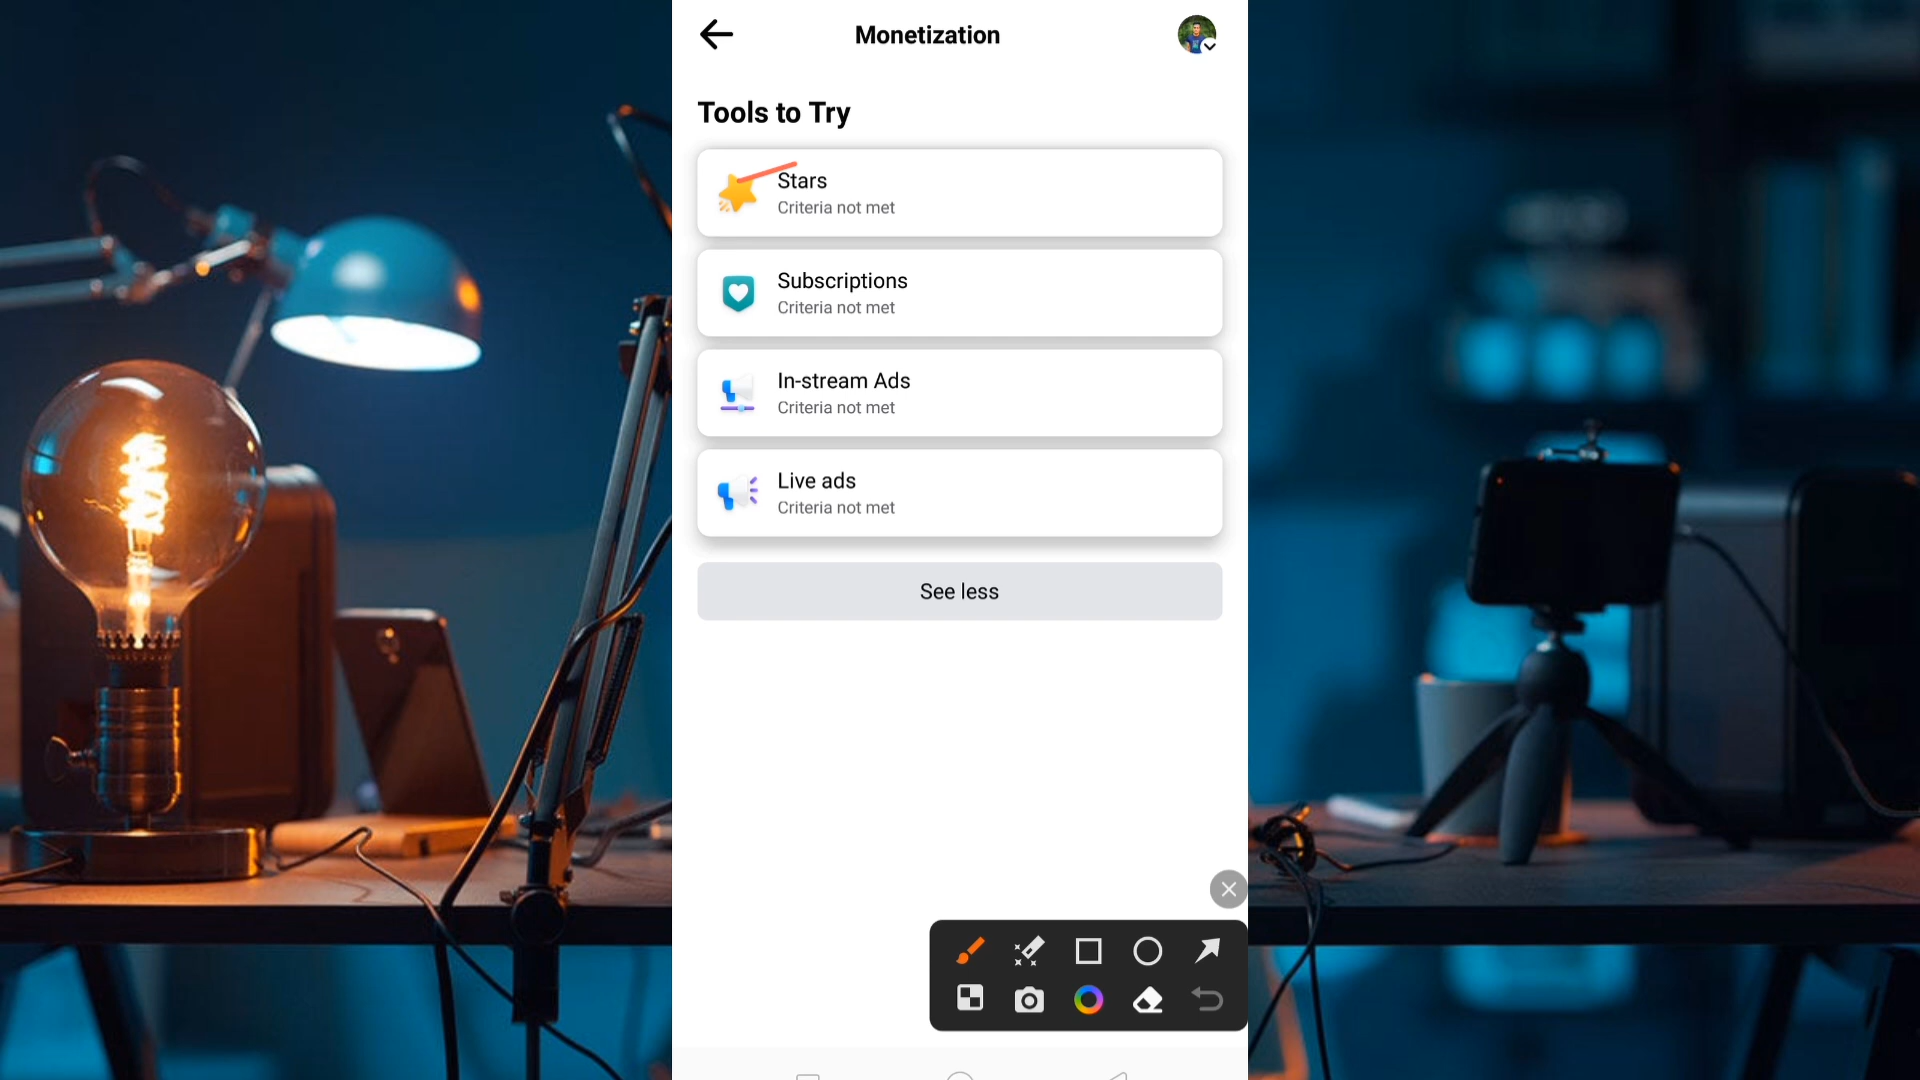 Monetization
Tools to Try
Stars
Criteria not met
Subscriptions
Criteria not met
In-stream Ads
Criteria not met
Live ads
Criteria not met
See less